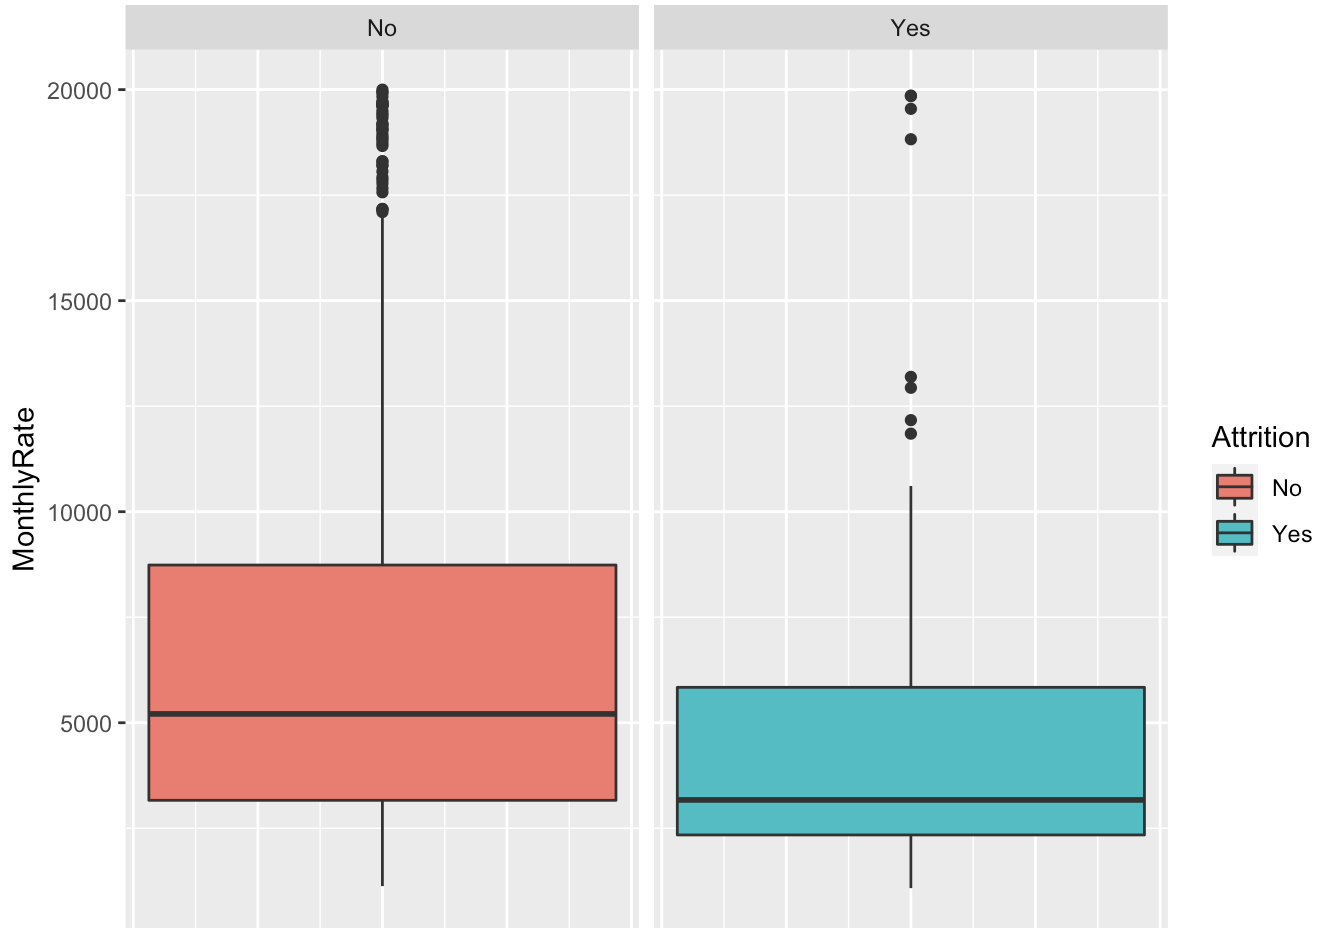 No
Yes
20000
15000
10000
5000
MonthlyRate
Attrition
No
Yes